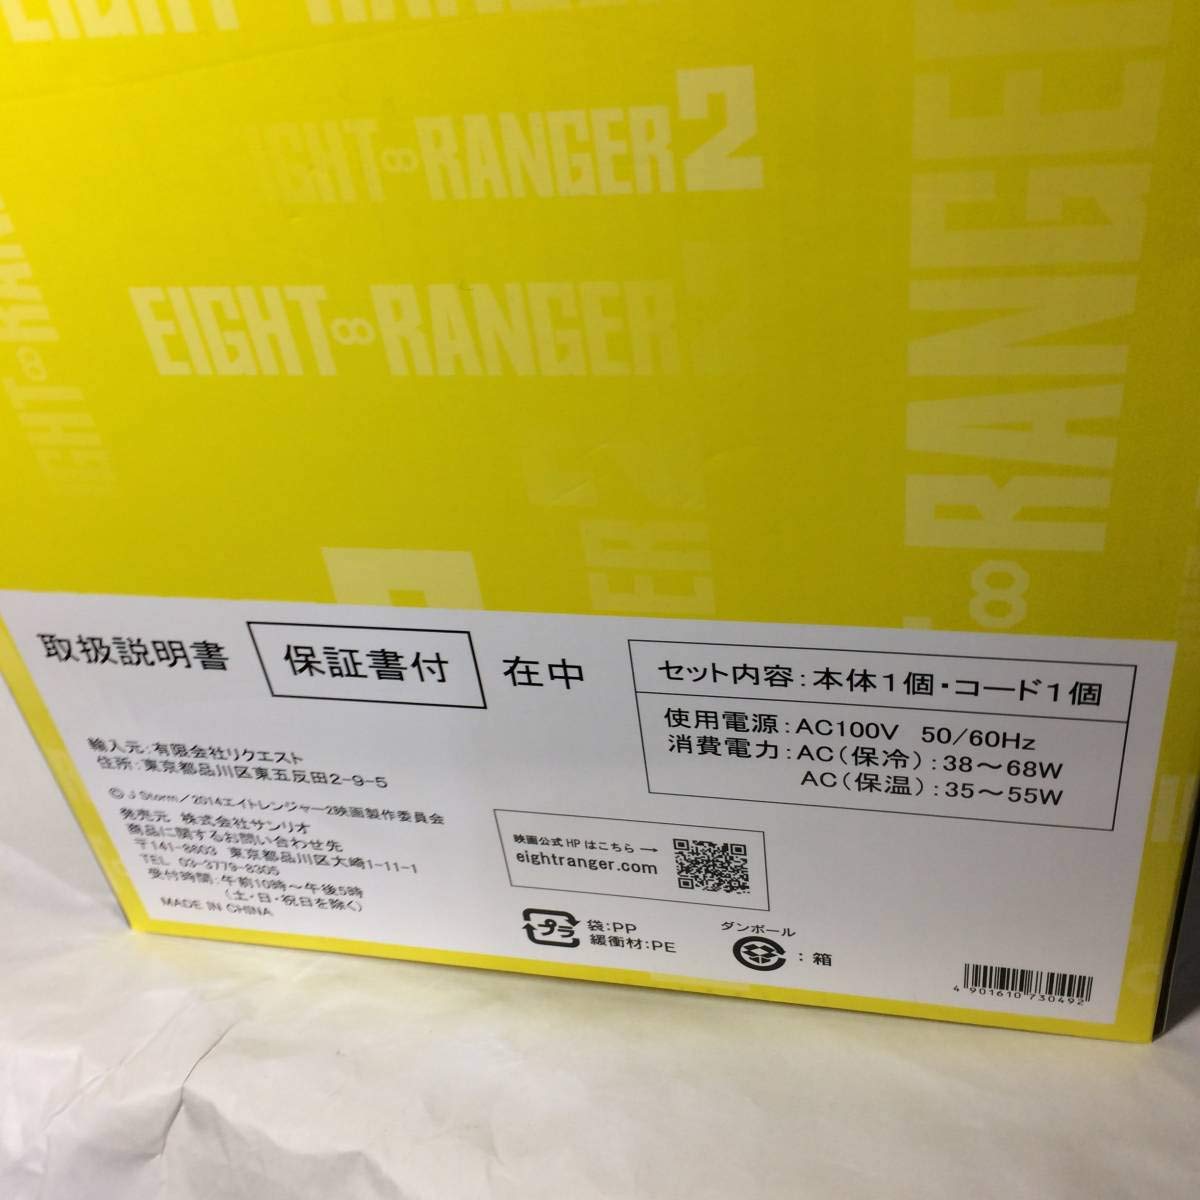 EIGHT∞RANGER
IGHT∞RANGER2
EIGHT∞RANGER2
IGHT∞RAN
ER2
2
∞RANGER
取扱説明書 保証書付 在中
輸入元:有限会社リクエスト
住所:東京都品川区東五反田2-9-5
© J Storm/2014エイトレンジャー2映画製作委員会
発売元 株式会社サンリオ
商品に関するお問い合わせ先
〒141-8603 東京都品川区大崎1-11-1
TEL 03-3779-8305
受付時間:午前10時~午後5時
(土・日・祝日を除く)
MADE IN CHINA
セット内容:本体1個・コード1個
使用電源:AC100V 50/60Hz
消費電力:AC(保冷):38~68W
AC(保温):35~55W
映画公式HPはこちら→
eightranger.com
プラ
袋:PP
緩衝材:PE
ダンボール
:箱
4 901610 730492